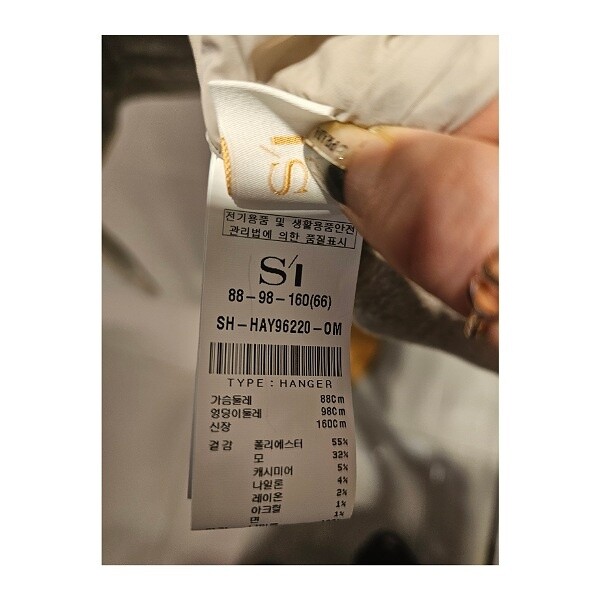 S/I
전기용품 및 생활용품안전
관리법에 의한 품질표시
S/I
88-98-160(66)
SH-HAY96220-OM
TYPE : HANGER
가슴둘레 88Cm
엉덩이둘레 98Cm
신장 160Cm
겉감 폴리에스터 55%
모 32%
캐시미어 5%
나일론 4%
레이온 2%
아크릴 1%
면 1%